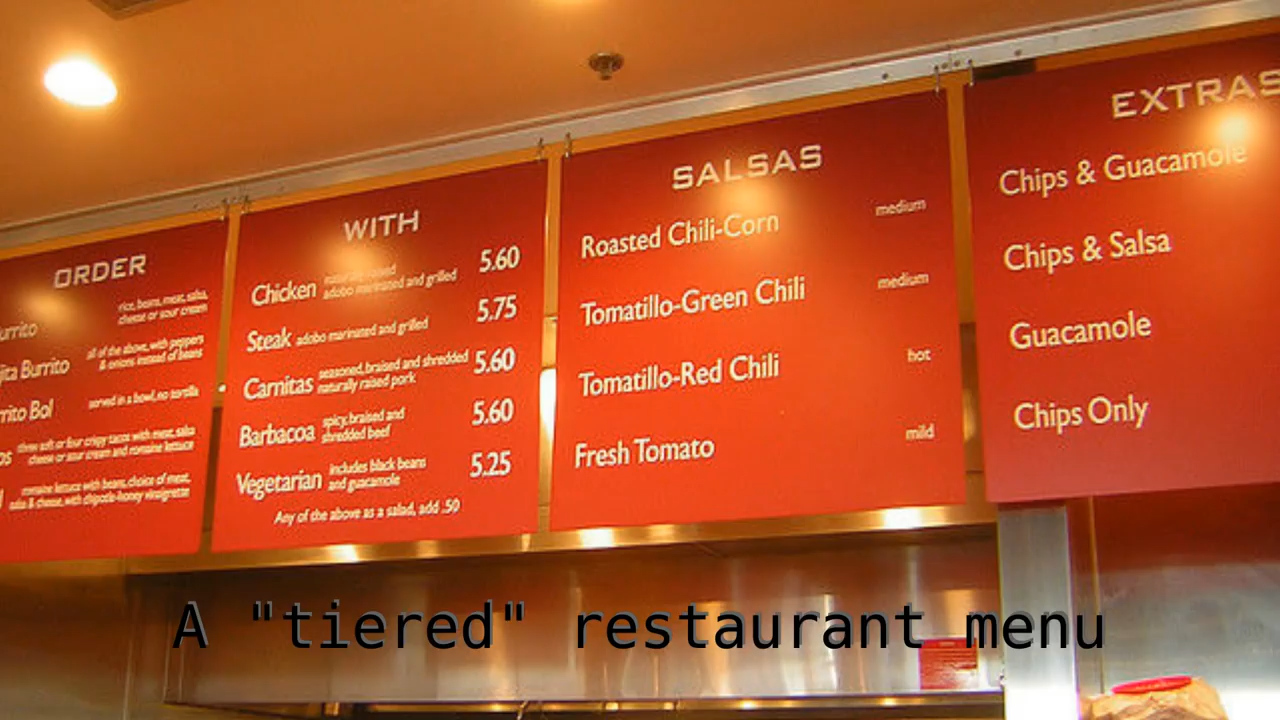 ORDER
urrito
rice, beans, meat, salsa,
cheese or sour cream
jita Burrito
all of the above, with peppers
& onions instead of beans
rrito Bol
served in a bowl, no tortilla
os
three soft or four crispy tacos with meat, salsa
cheese or sour cream and romaine lettuce
romaine lettuce with beans, choice of meat,
salsa & cheese, with chipotle-honey vinaigrette
WITH
Chicken
naturally raised
adobo marinated and grilled
5.60
Steak adobo marinated and grilled 5.75
Carnitas
seasoned, braised and shredded
naturally raised pork
5.60
Barbacoa
spicy, braised and
shredded beef
5.60
Vegetarian
includes black beans
and guacamole
5.25
Any of the above as a salad, add .50
SALSAS
Roasted Chili-Corn medium
Tomatillo-Green Chili medium
Tomatillo-Red Chili hot
Fresh Tomato mild
EXTRAS
Chips & Guacamole
Chips & Salsa
Guacamole
Chips Only
A "tiered" restaurant menu